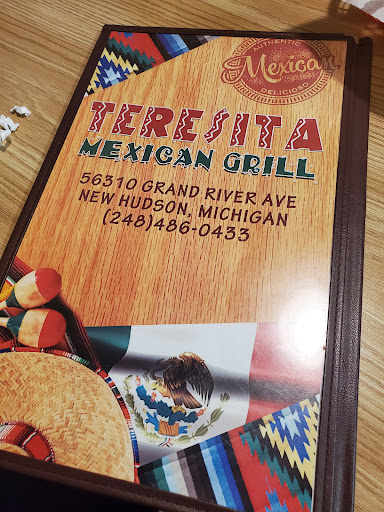 AUTHENTIC
Mexican
DELICIOSO
TERESITA
MEXICAN GRILL
56310 GRAND RIVER AVE
NEW HUDSON, MICHIGAN
(248)486-0433